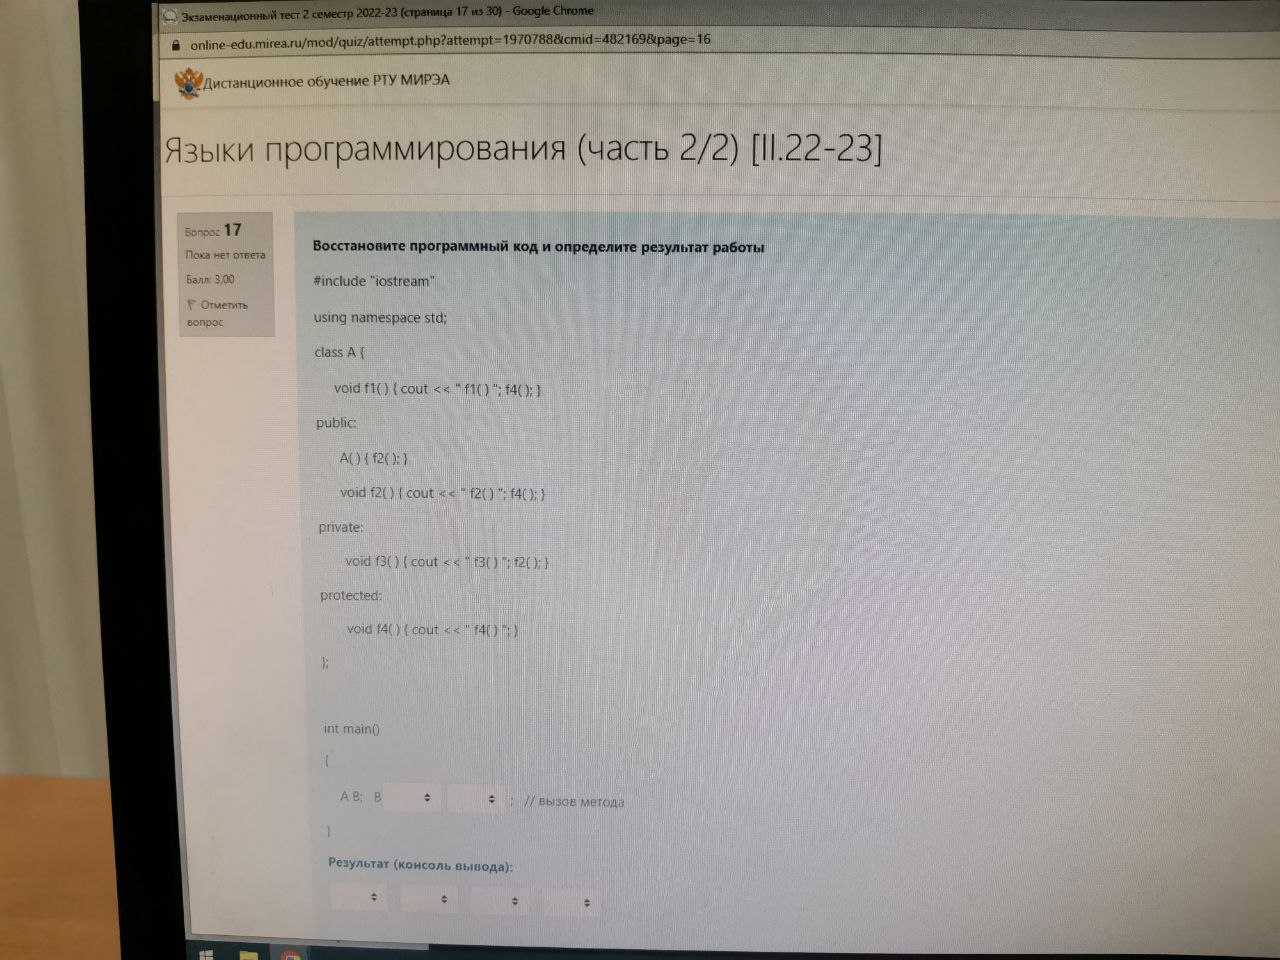 Экзаменационный тест 2 семестр 2022-23 (страница 17 из 30) - Google Chrome
online-edu.mirea.ru/mod/quiz/attempt.php?attempt=1970788&cmid=482169&page=16
Дистанционное обучение РТУ МИРЭА
Языки программирования (часть 2/2) [II.22-23]
Вопрос 17
Пока нет ответа
Балл: 3,00
Отметить
вопрос
Восстановите программный код и определите результат работы
#include "iostream"
using namespace std;
class A {
void f1( ) { cout << " f1( ) "; f4( ); }
public:
A( ) { f2( ); }
void f2( ) { cout << " f2( ) "; f4( ); }
private:
void f3( ) { cout << " f3( ) "; f2( ); }
protected:
void f4( ) { cout << " f4( ) "; }
};
int main()
{
A B; B ; // вызов метода
}
Результат (консоль вывода):